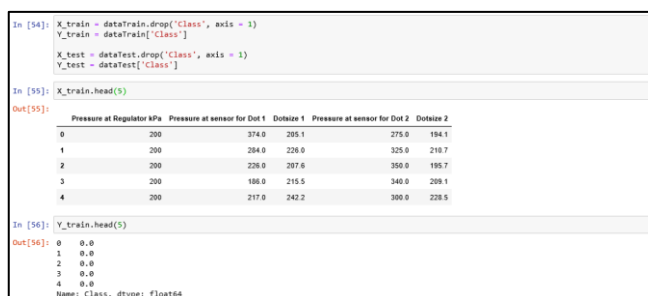 In [54]: X_train = dataTrain.drop('Class', axis = 1)
Y_train = dataTrain['Class']
X_test = dataTest.drop('Class', axis = 1)
Y_test = dataTest['Class']
In [55]: X_train.head(5)
Out[55]:
Pressure at Regulator kPa Pressure at sensor for Dot 1 Dotsize 1 Pressure at sensor for Dot 2 Dotsize 2
0 200 374.0 205.1 275.0 194.1
1 200 284.0 226.0 325.0 210.7
2 200 226.0 207.6 350.0 195.7
3 200 186.0 215.5 340.0 209.1
4 200 217.0 242.2 300.0 228.5
In [56]: Y_train.head(5)
Out[56]: 0 0.0
1 0.0
2 0.0
3 0.0
4 0.0
Name: Class, dtype: float64